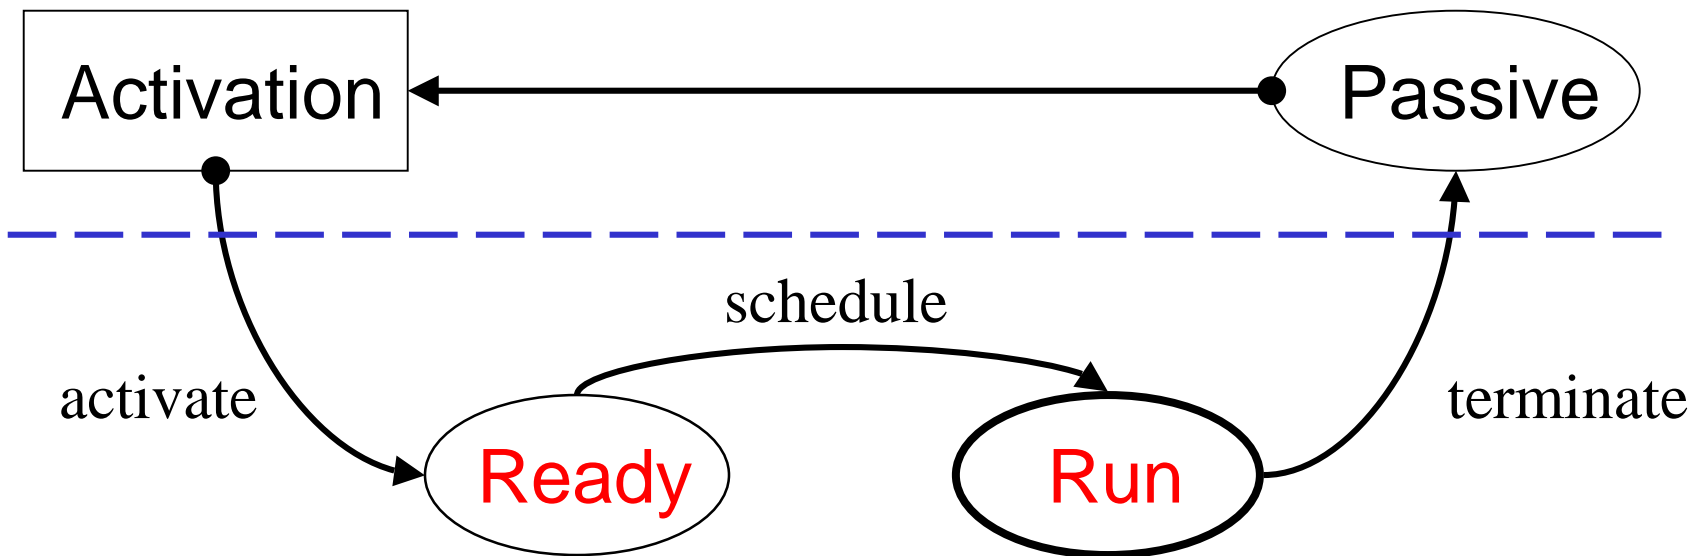 Activation
Passive
schedule
activate
terminate
Ready
Run